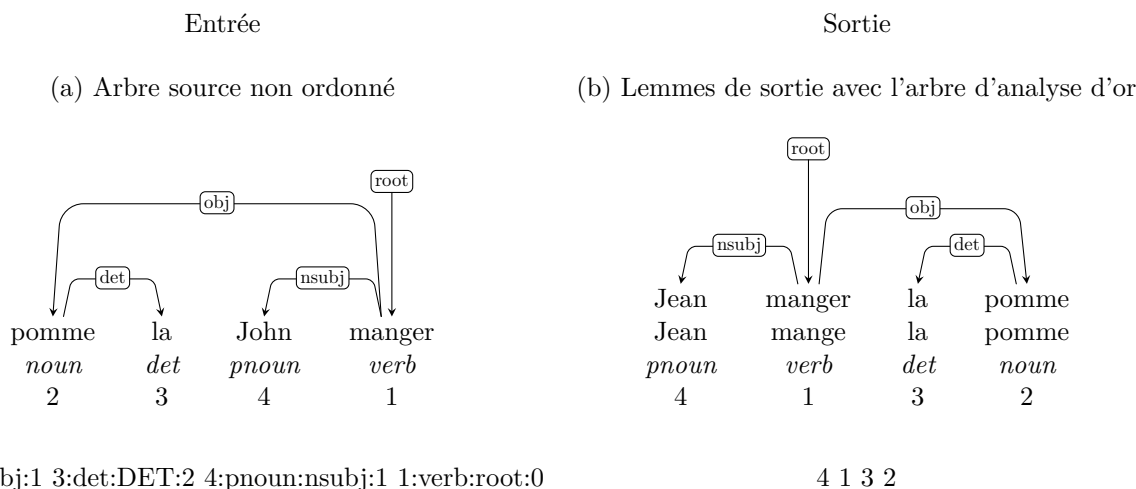 Entrée
Sortie
(a) Arbre source non ordonné
(b) Lemmes de sortie avec l'arbre d'analyse d'or
root
obj
det
nsubj
pomme la John manger
noun det pnoun verb
2 3 4 1
root
obj
nsubj
det
Jean manger la pomme
Jean mange la pomme
pnoun verb det noun
4 1 3 2
bj:1 3:det:DET:2 4:pnoun:nsubj:1 1:verb:root:0
4 1 3 2